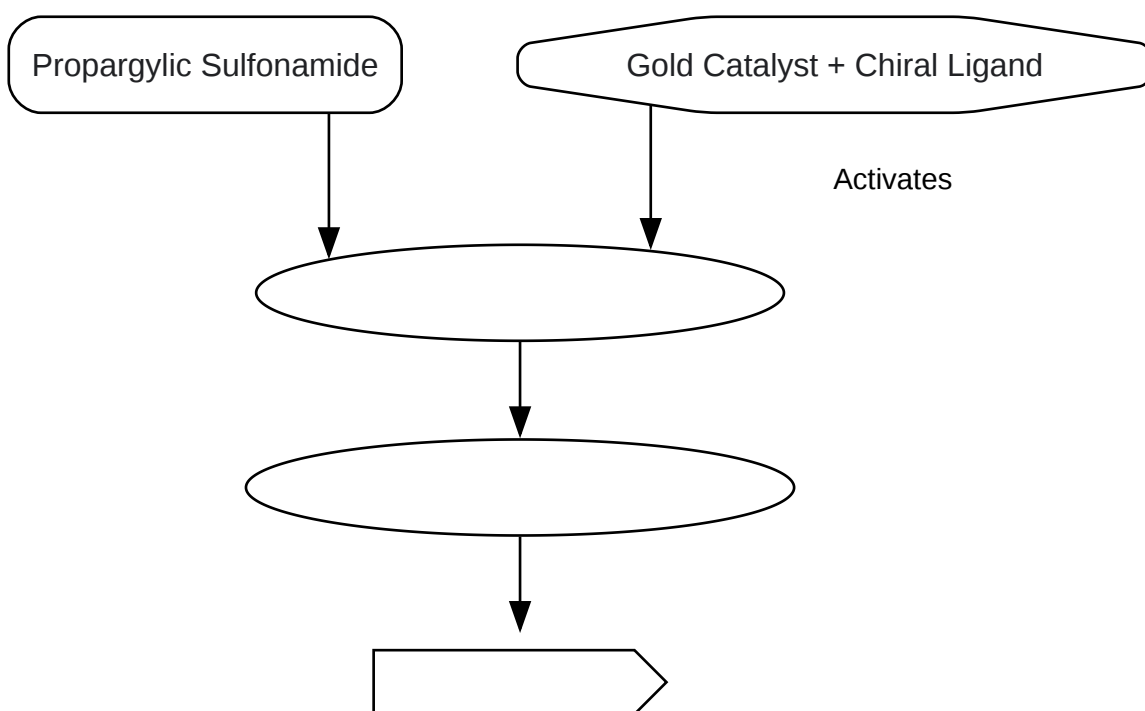 Propargylic Sulfonamide
Gold Catalyst + Chiral Ligand
Activates